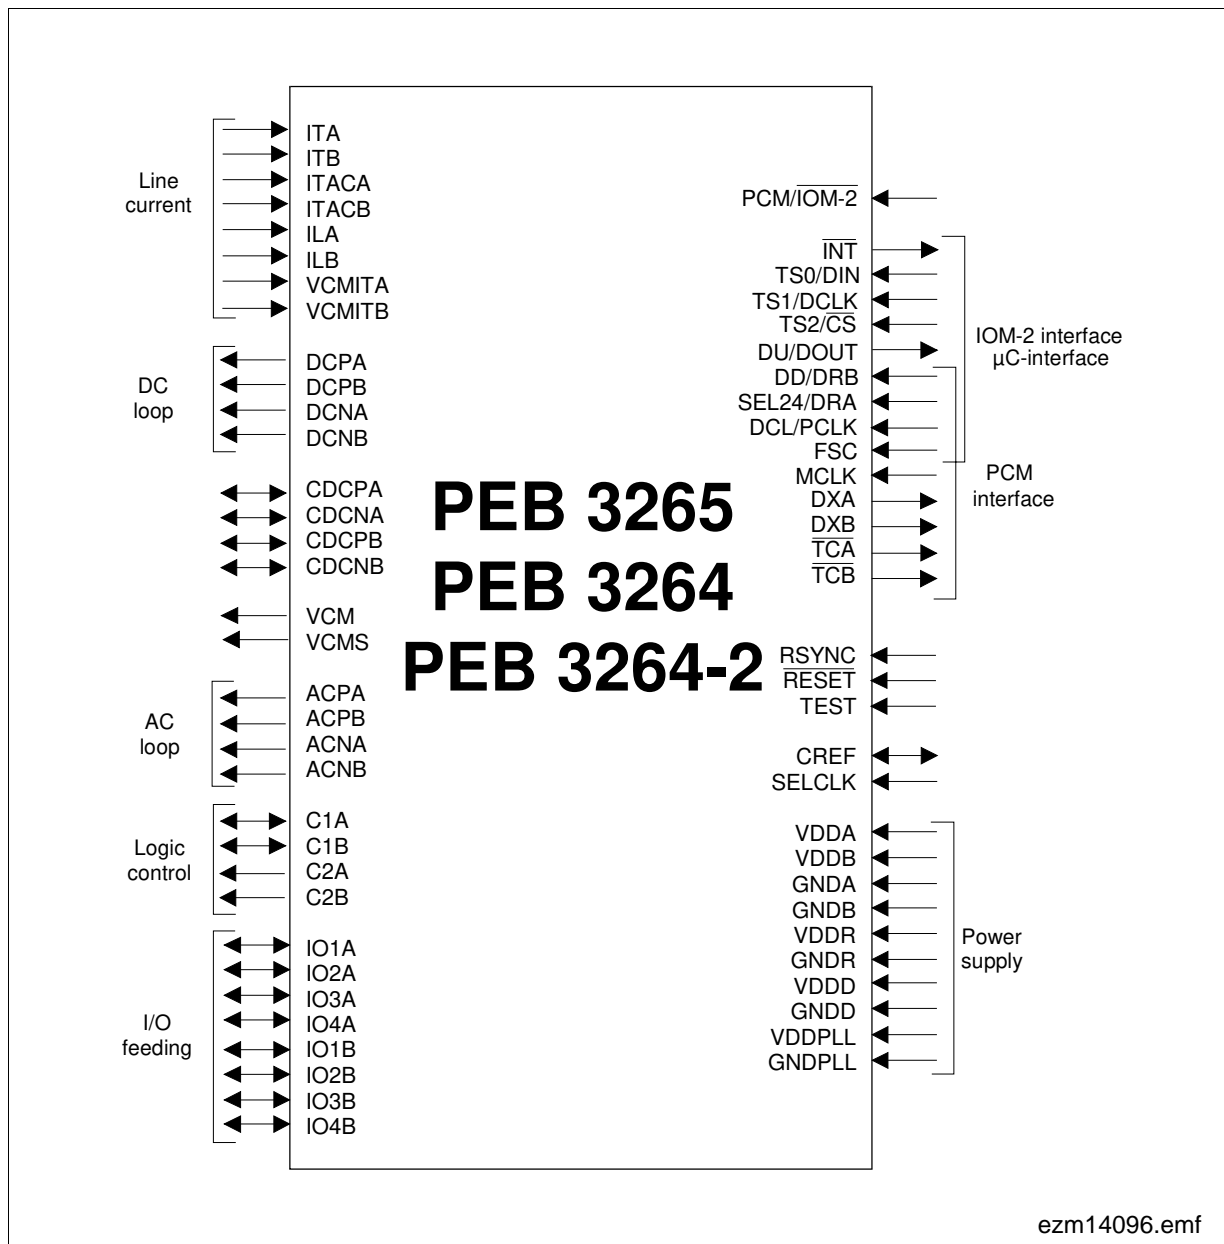 Line
current
ITA
ITB
ITACA
ITACB
ILA
ILB
VCMITA
VCMITB
DC
loop
DCPA
DCPB
DCNA
DCNB
CDCPA
CDCNA
CDCPB
CDCNB
VCM
VCMS
AC
loop
ACPA
ACPB
ACNA
ACNB
Logic
control
C1A
C1B
C2A
C2B
I/O
feeding
IO1A
IO2A
IO3A
IO4A
IO1B
IO2B
IO3B
IO4B
PEB 3265
PEB 3264
PEB 3264-2
PCM/IOM-2
INT
TS0/DIN
TS1/DCLK
TS2/CS
DU/DOUT
DD/DRB
SEL24/DRA
DCL/PCLK
FSC
MCLK
DXA
DXB
TCA
TCB
IOM-2 interface
µC-interface
PCM
interface
RSYNC
RESET
TEST
CREF
SELCLK
VDDA
VDDB
GNDA
GNDB
VDDR
GNDR
VDDD
GNDD
VDDPLL
GNDPLL
Power
supply
ezm14096.emf